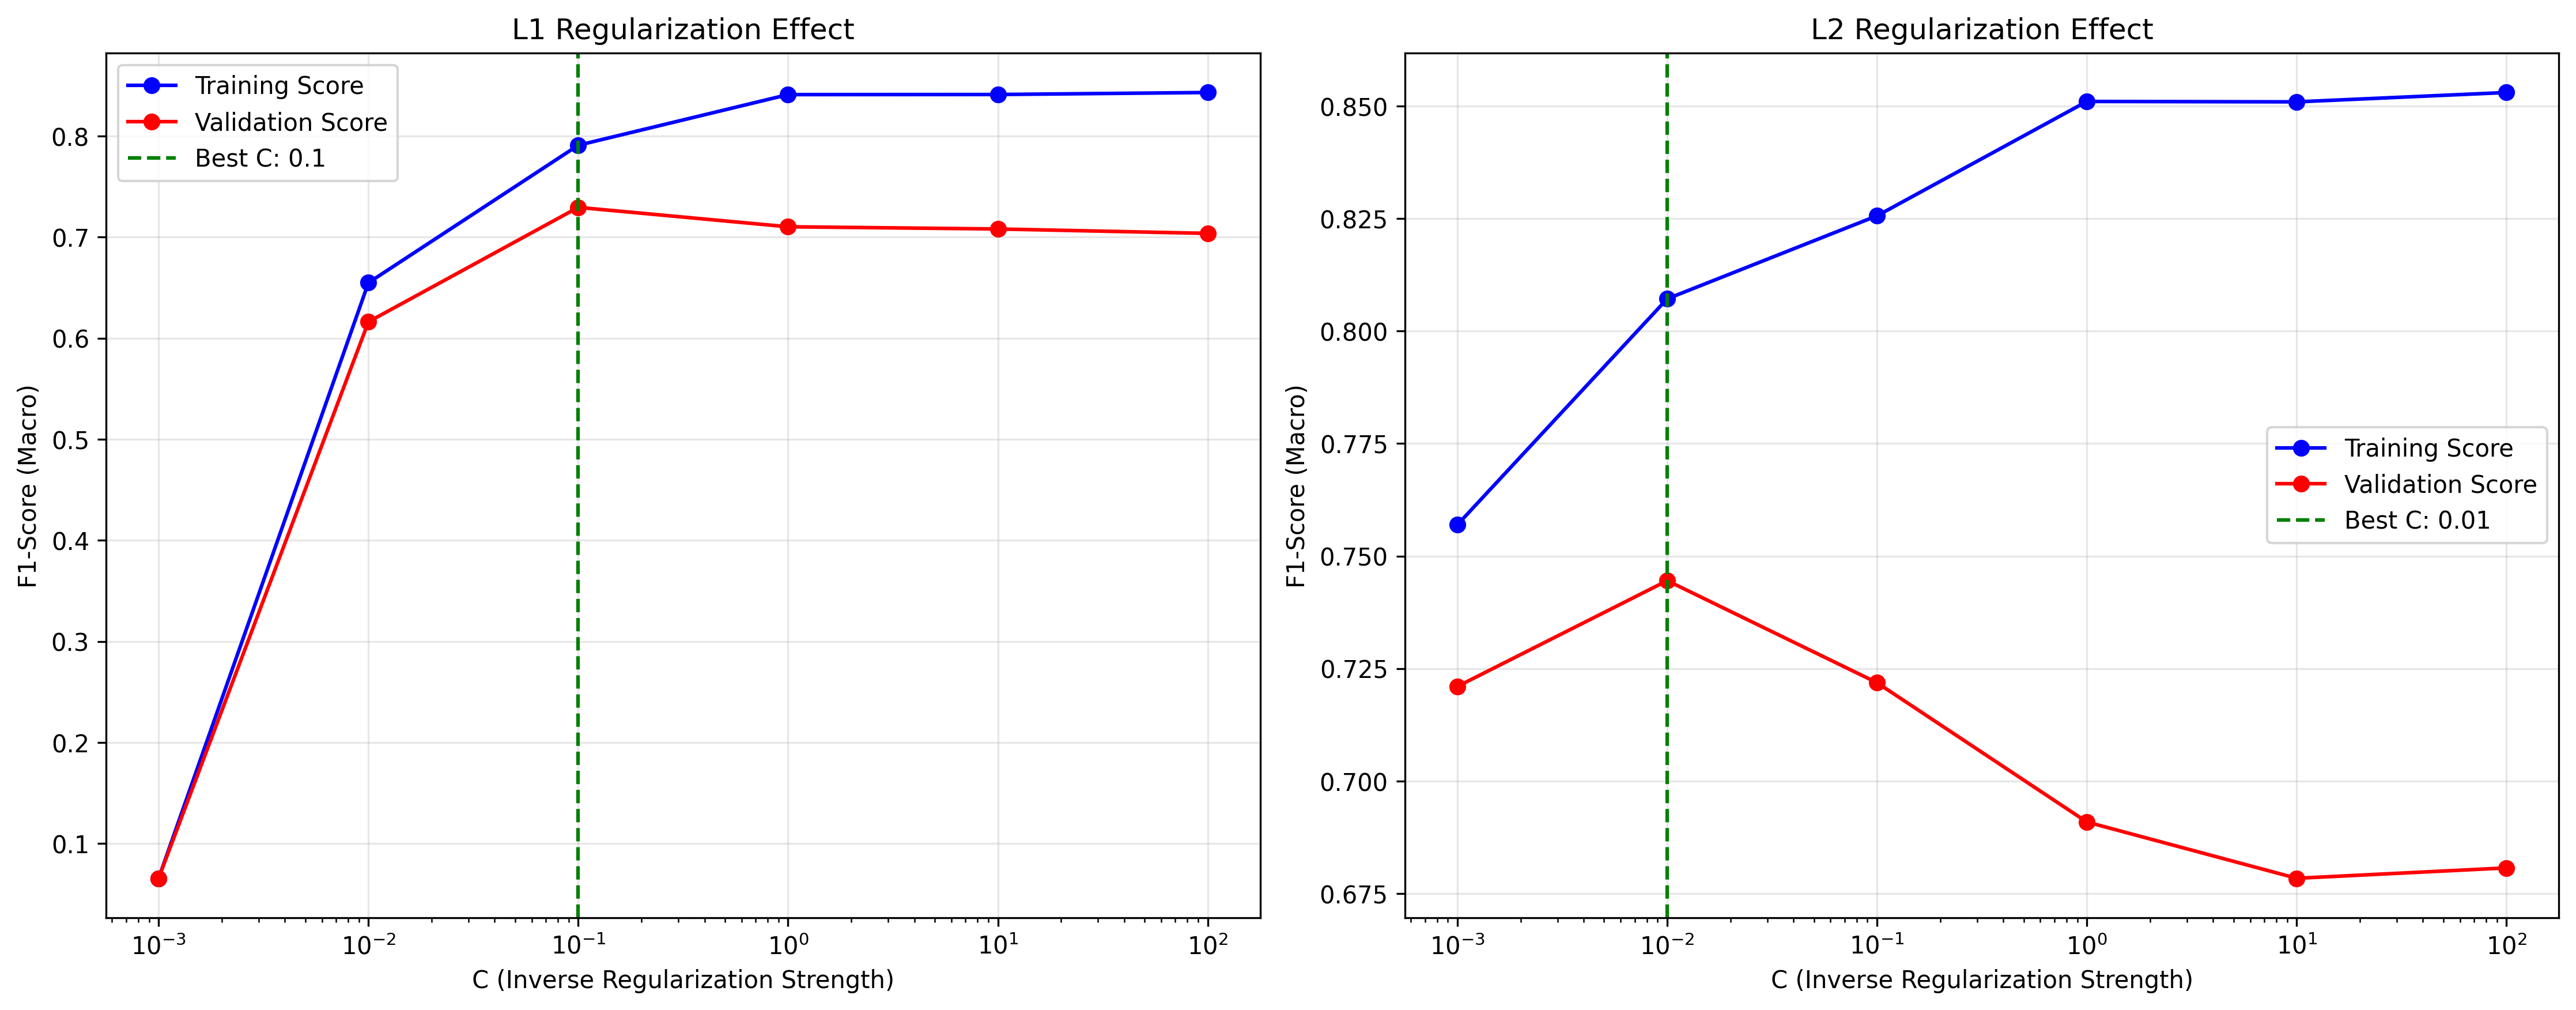 L1 Regularization Effect
Training Score
Validation Score
Best C: 0.1
F1-Score (Macro)
0.8
0.7
0.6
0.5
0.4
0.3
0.2
0.1
10⁻³ 10⁻² 10⁻¹ 10⁰ 10¹ 10²
C (Inverse Regularization Strength)
L2 Regularization Effect
Training Score
Validation Score
Best C: 0.01
F1-Score (Macro)
0.850
0.825
0.800
0.775
0.750
0.725
0.700
0.675
10⁻³ 10⁻² 10⁻¹ 10⁰ 10¹ 10²
C (Inverse Regularization Strength)